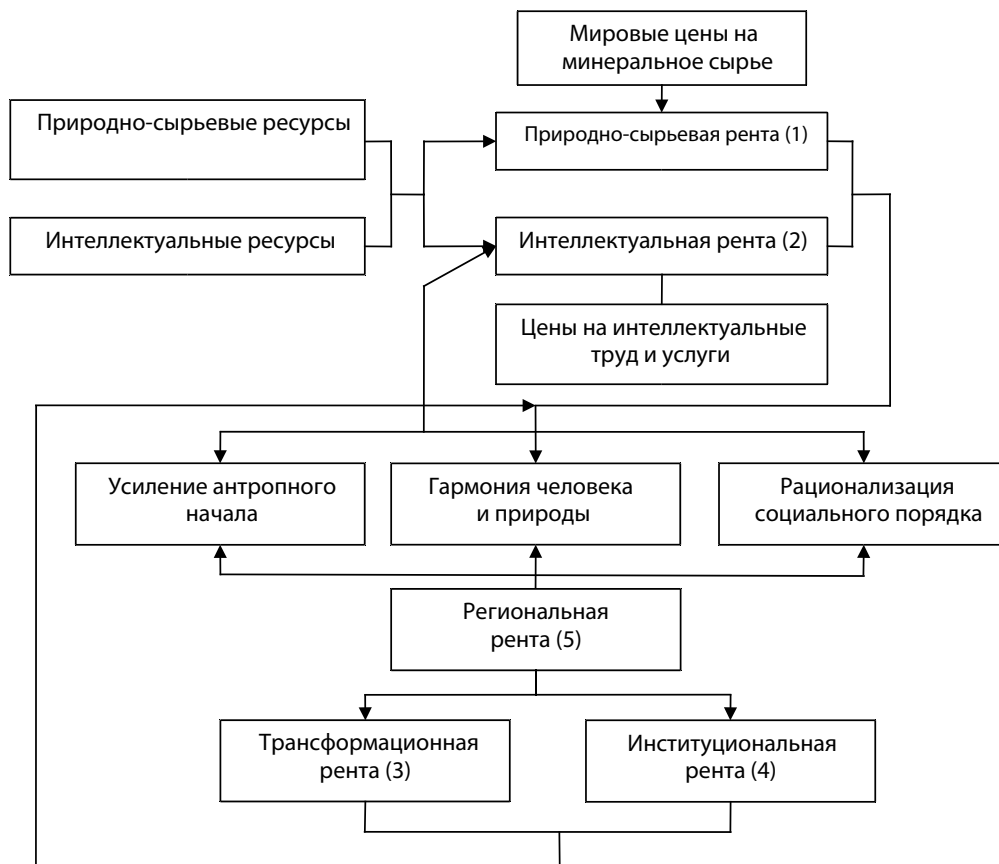 Мировые цены на
минеральное сырье
Природно-сырьевые ресурсы
Природно-сырьевая рента (1)
Интеллектуальные ресурсы
Интеллектуальная рента (2)
Цены на интеллектуальные
труд и услуги
Усиление антропного
начала
Гармония человека
и природы
Рационализация
социального порядка
Региональная
рента (5)
Трансформационная
рента (3)
Институциональная
рента (4)